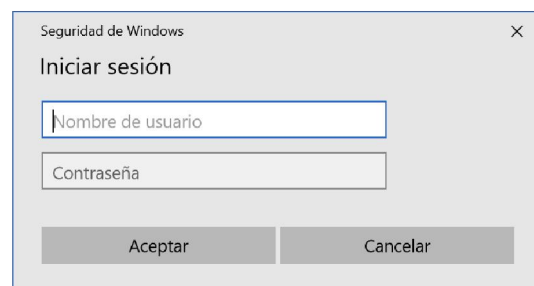 Seguridad de Windows
Iniciar sesión
Nombre de usuario
Contraseña
Aceptar Cancelar